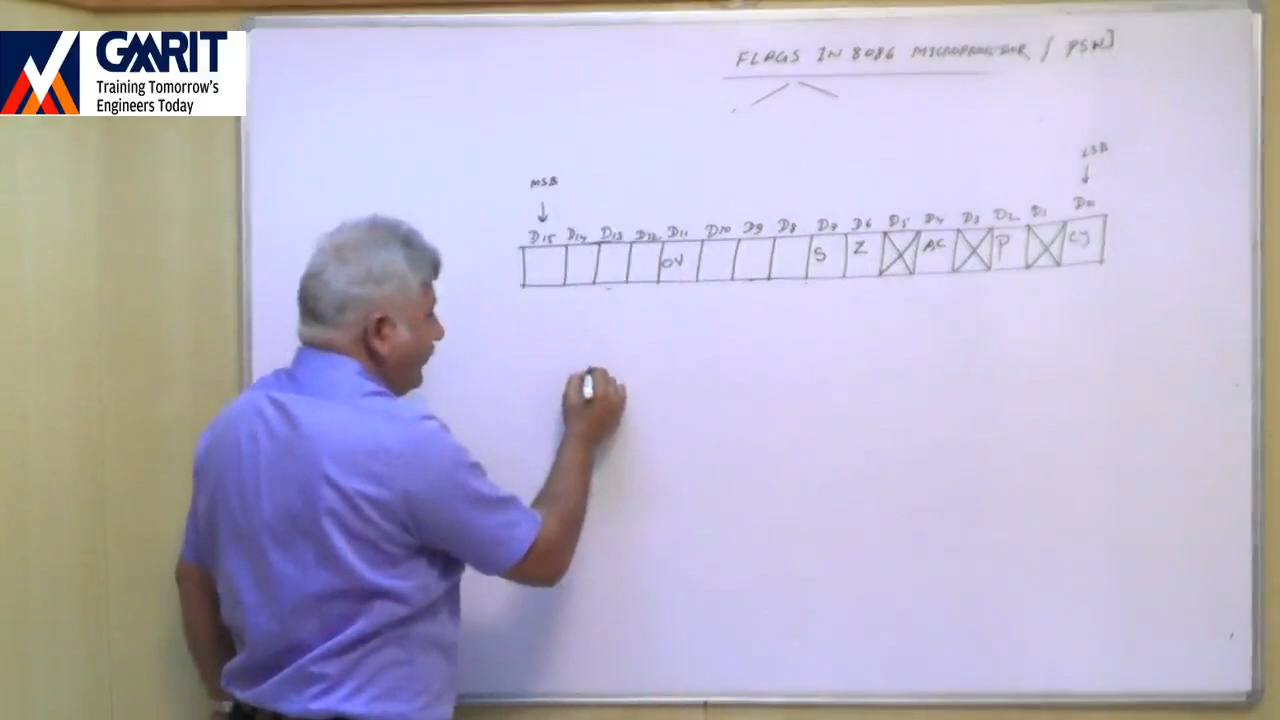 GMRIT
Training Tomorrow's
Engineers Today
FLAGS IN 8086 MICROPROCESSOR / PSW]
MSB
LSB
D15 D14 D13 D12 D11 D10 D9 D8 D7 D6 D5 D4 D3 D2 D1 D0
OV S Z AC P CY